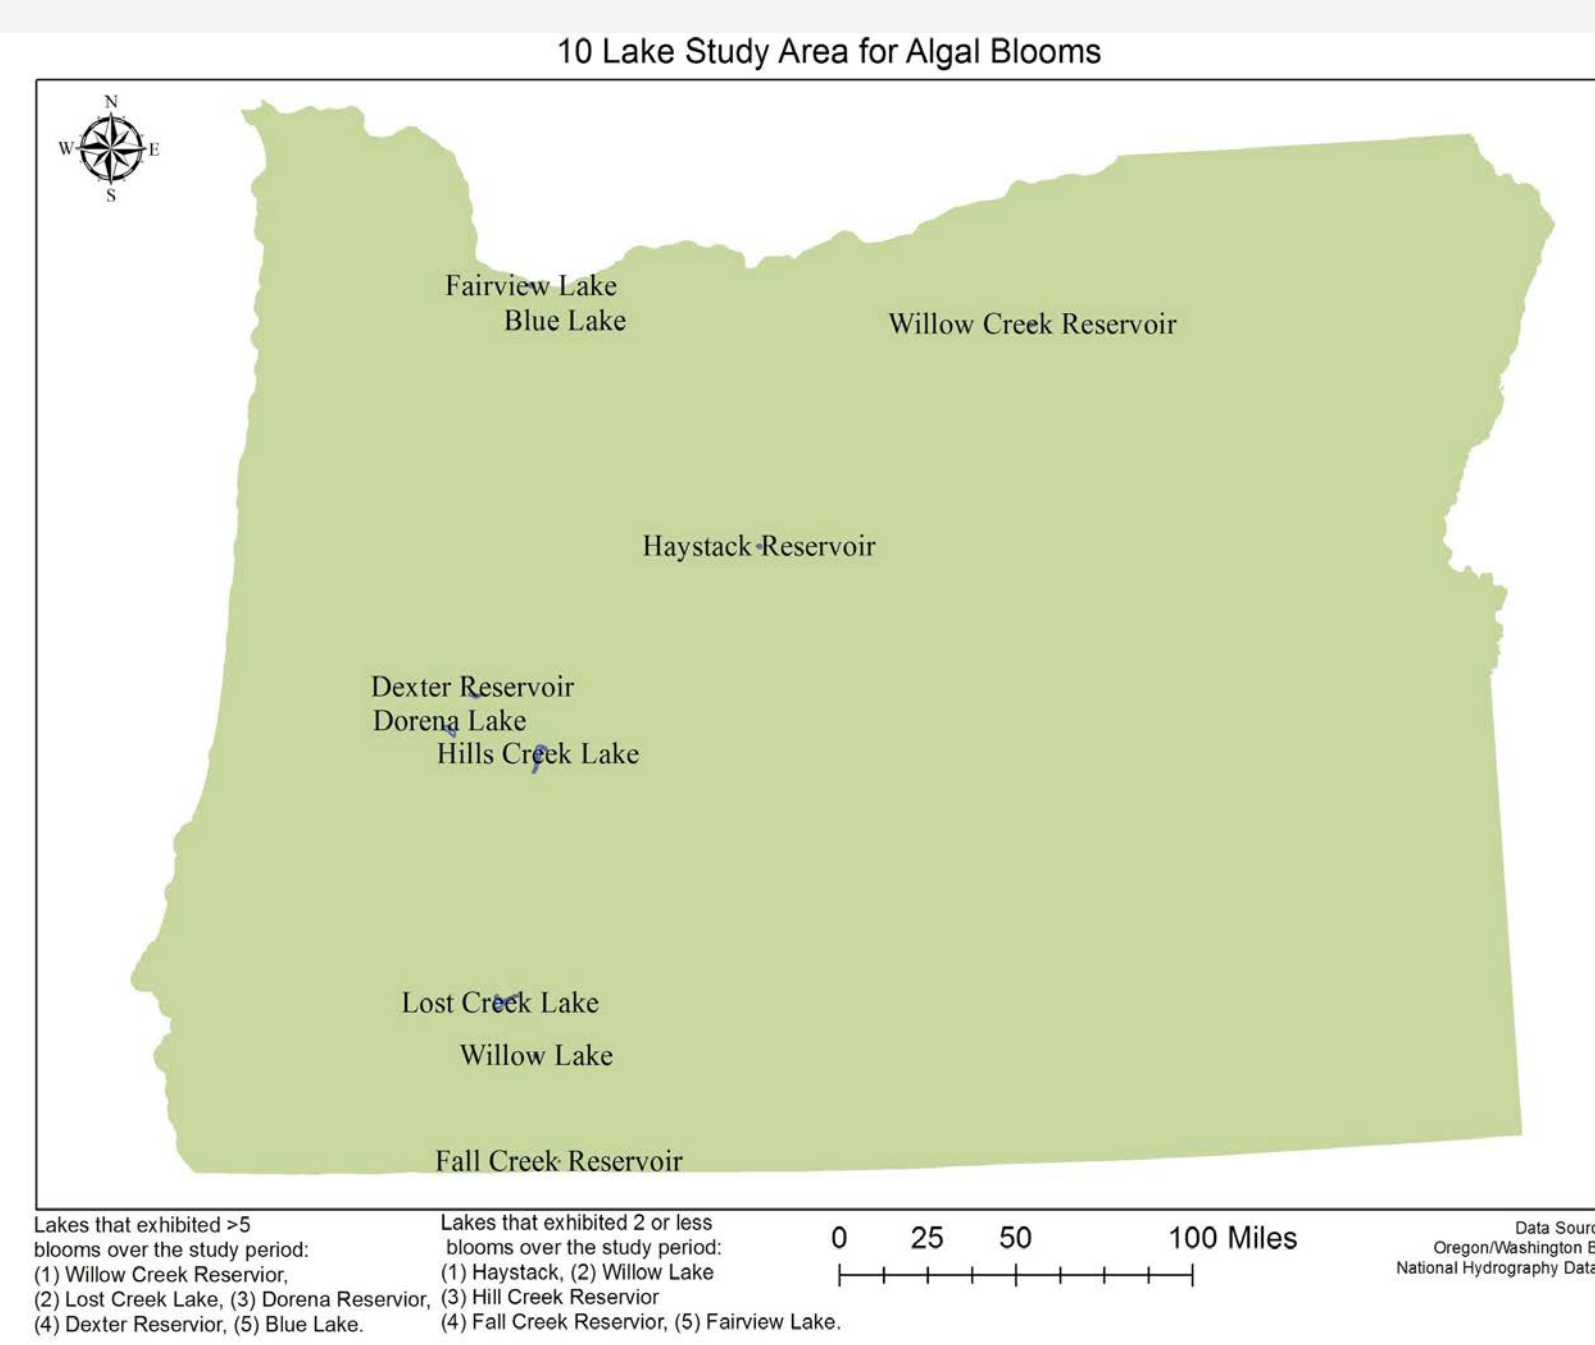 10 Lake Study Area for Algal Blooms
N
W E
S
Fairview Lake
Blue Lake
Willow Creek Reservoir
Haystack Reservoir
Dexter Reservoir
Dorena Lake
Hills Creek Lake
Lost Creek Lake
Willow Lake
Fall Creek Reservoir
Lakes that exhibited >5
blooms over the study period:
(1) Willow Creek Reservior,
(2) Lost Creek Lake, (3) Dorena Reservior,
(4) Dexter Reservior, (5) Blue Lake.
Lakes that exhibited 2 or less
blooms over the study period:
(1) Haystack, (2) Willow Lake
(3) Hill Creek Reservior
(4) Fall Creek Reservior, (5) Fairview Lake.
0 25 50 100 Miles
Data
Oregon/Washington
National Hydrography